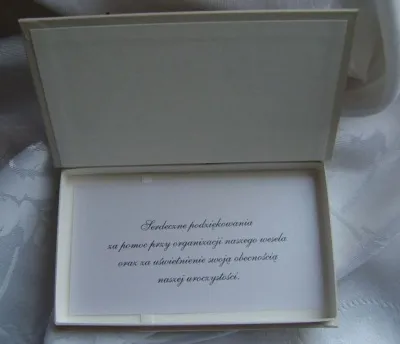 Serdeczne podziękowania
za pomoc przy organizacji naszego wesela
oraz za uświetnienie swoją obecnością
naszej uroczystości.